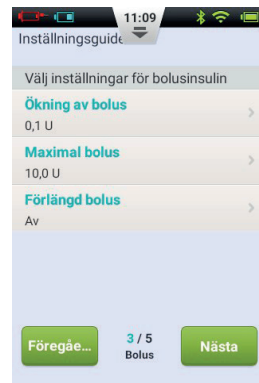 11:09
Inställningsguide
Välj inställningar för bolusinsulin
Ökning av bolus
0,1 U
Maximal bolus
10,0 U
Förlängd bolus
Av
Föregåe...
3 / 5
Bolus
Nästa